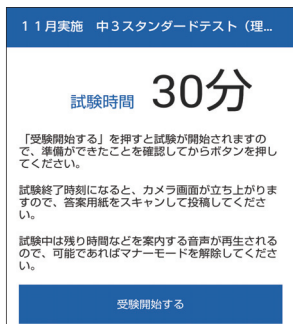 11月実施 中3スタンダードテスト（理...
試験時間 30分
「受験開始する」を押すと試験が開始されますの
で、準備ができたことを確認してからボタンを押し
てください。
試験終了時刻になると、カメラ画面が立ち上がりま
すので、答案用紙をスキャンして投稿してくださ
い。
試験中は残り時間などを案内する音声が再生される
ので、可能であればマナーモードを解除してくださ
い。
受験開始する